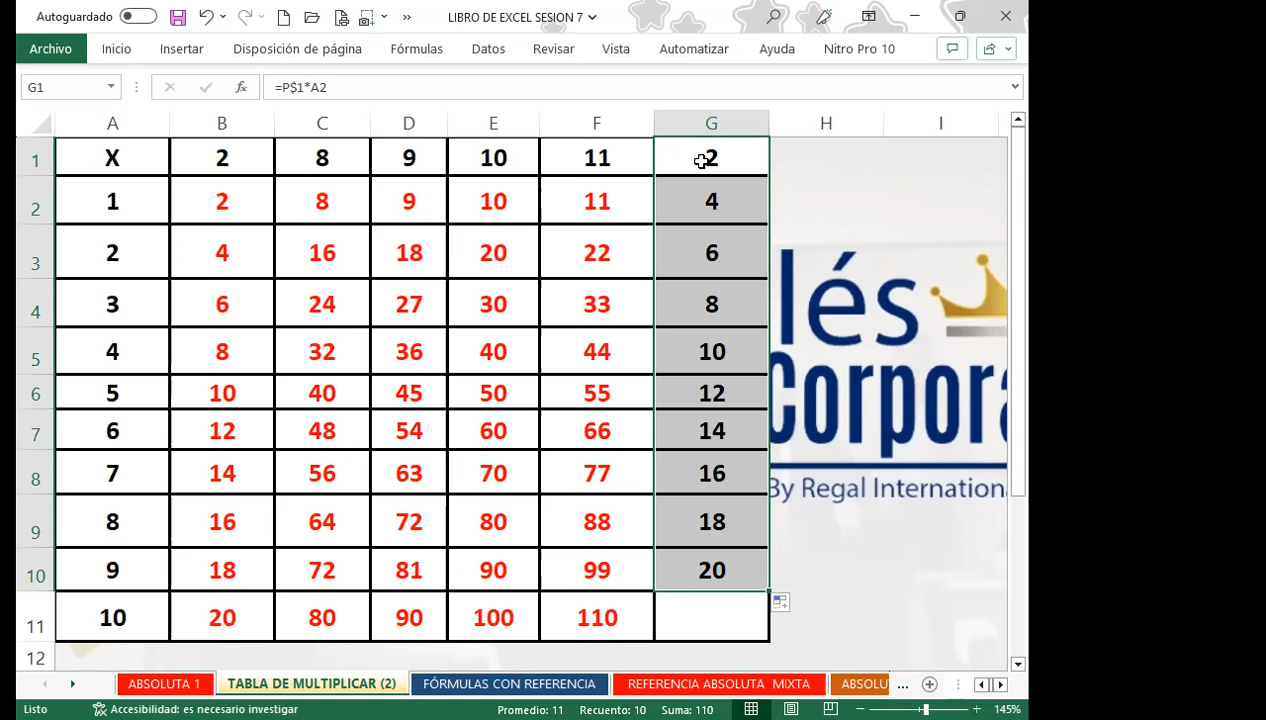 Autoguardado
LIBRO DE EXCEL SESION 7
Archivo Inicio Insertar Disposición de página Fórmulas Datos Revisar Vista Automatizar Ayuda Nitro Pro 10
G1 fx =P$1*A2
A B C D E F G H I
1 X 2 8 9 10 11 2
2 1 2 8 9 10 11 4
3 2 4 16 18 20 22 6
4 3 6 24 27 30 33 8
5 4 8 32 36 40 44 10
6 5 10 40 45 50 55 12
7 6 12 48 54 60 66 14
8 7 14 56 63 70 77 16
9 8 16 64 72 80 88 18
10 9 18 72 81 90 99 20
11 10 20 80 90 100 110
12
lés
Corpora
By Regal Internation
ABSOLUTA 1 TABLA DE MULTIPLICAR (2) FÓRMULAS CON REFERENCIA REFERENCIA ABSOLUTA MIXTA ABSOLU ...
Listo Accesibilidad: es necesario investigar Promedio: 11 Recuento: 10 Suma: 110 145%